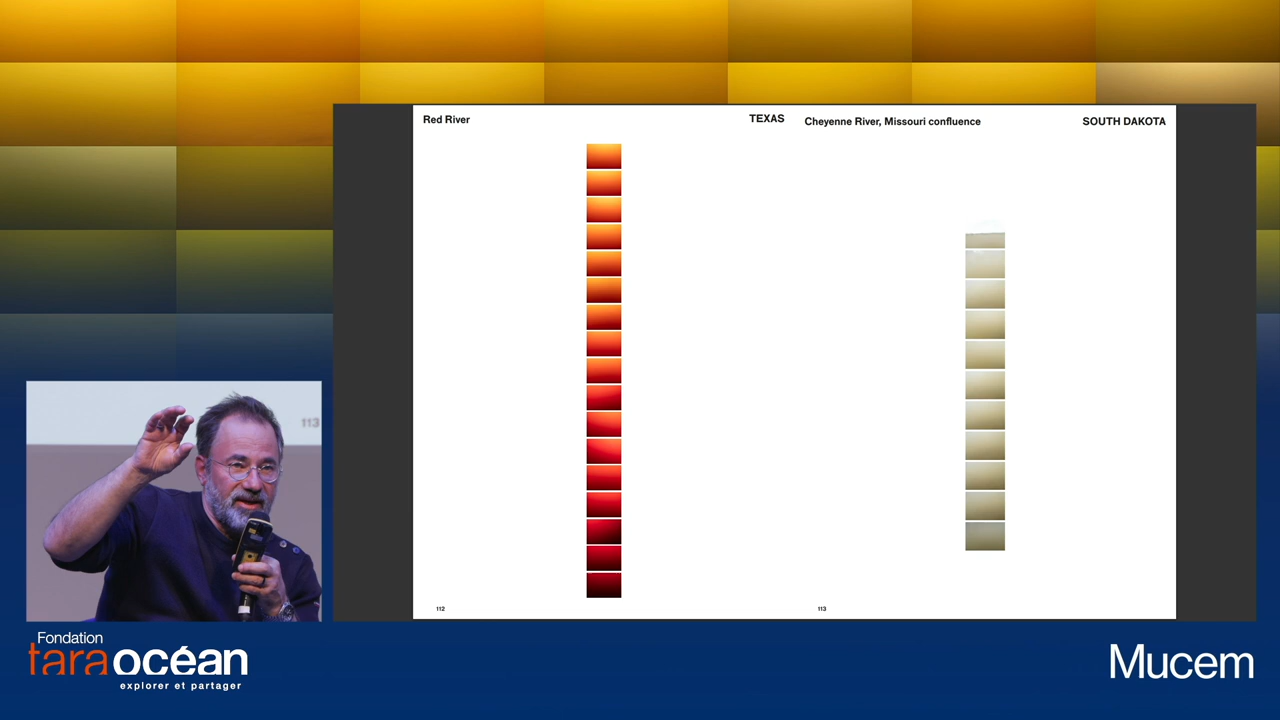 Red River
TEXAS
Cheyenne River, Missouri confluence
SOUTH DAKOTA
112
113
113
Fondation
taraocéan
explorer et partager
Mucem